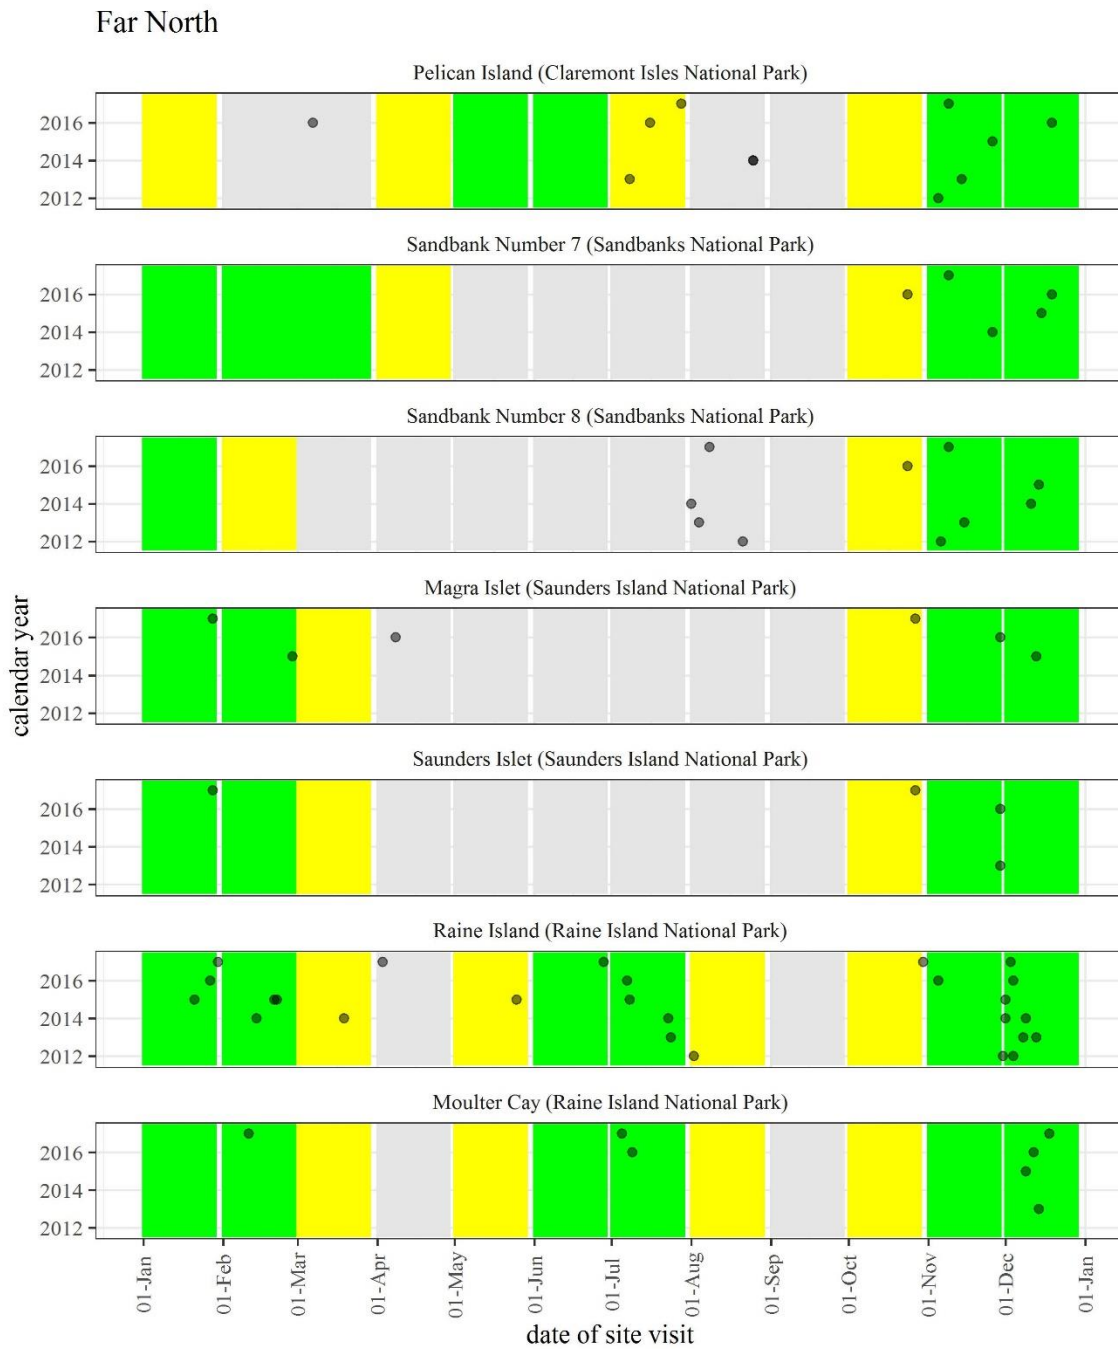 Far North
Pelican Island (Claremont Isles National Park)
2016
2014
2012
Sandbank Number 7 (Sandbanks National Park)
2016
2014
2012
Sandbank Number 8 (Sandbanks National Park)
2016
2014
2012
Magra Islet (Saunders Island National Park)
2016
2014
2012
calendar year
Saunders Islet (Saunders Island National Park)
2016
2014
2012
Raine Island (Raine Island National Park)
2016
2014
2012
Moulter Cay (Raine Island National Park)
2016
2014
2012
01-Jan
01-Feb
01-Mar
01-Apr
01-May
01-Jun
01-Jul
01-Aug
01-Sep
01-Oct
01-Nov
01-Dec
01-Jan
date of site visit